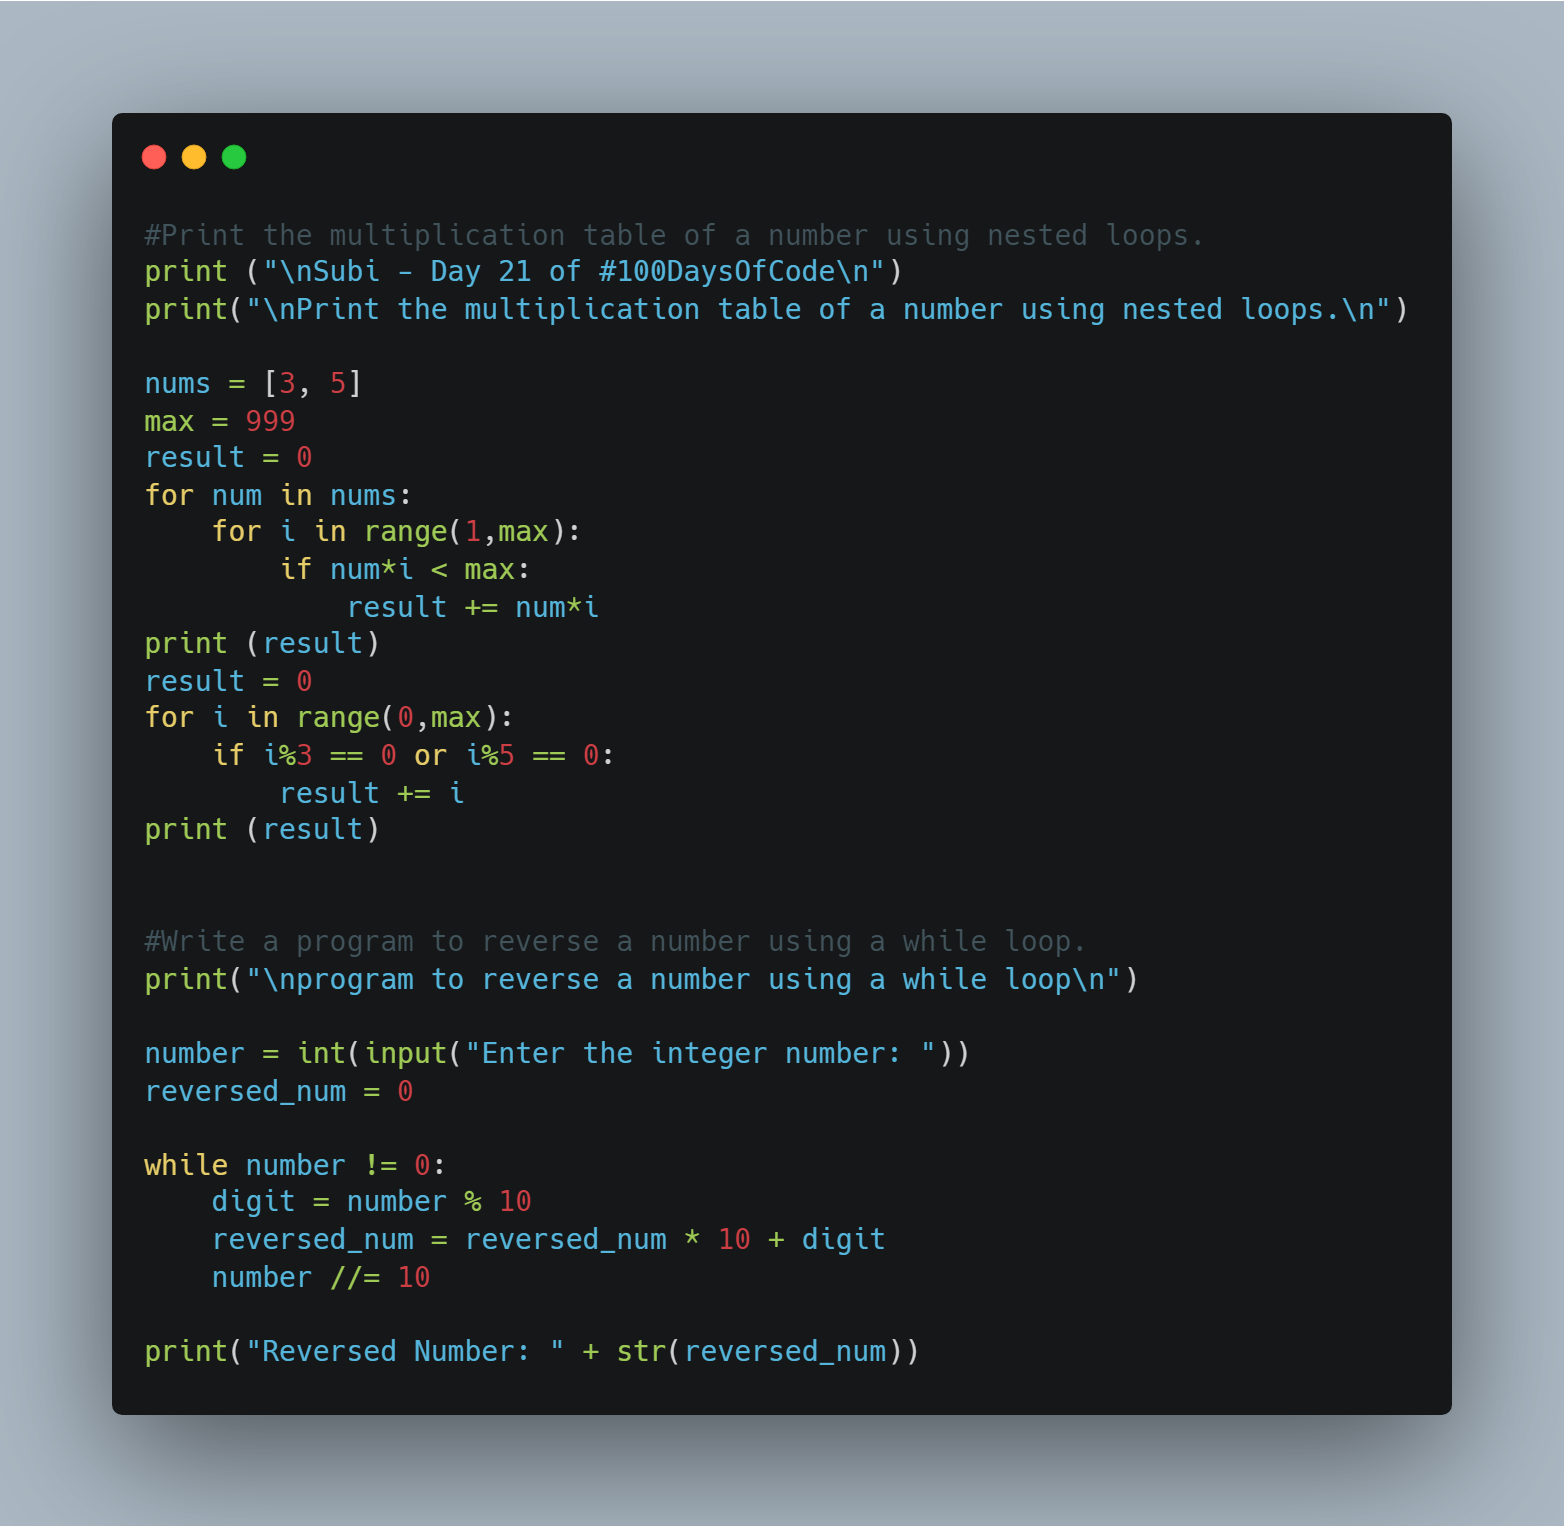 #Print the multiplication table of a number using nested loops.
print ("\nSubi - Day 21 of #100DaysOfCode\n")
print("\nPrint the multiplication table of a number using nested loops.\n")

nums = [3, 5]
max = 999
result = 0
for num in nums:
    for i in range(1,max):
        if num*i < max:
            result += num*i
print (result)
result = 0
for i in range(0,max):
    if i%3 == 0 or i%5 == 0:
        result += i
print (result)

#Write a program to reverse a number using a while loop.
print("\nprogram to reverse a number using a while loop\n")

number = int(input("Enter the integer number: "))
reversed_num = 0

while number != 0:
    digit = number % 10
    reversed_num = reversed_num * 10 + digit
    number //= 10

print("Reversed Number: " + str(reversed_num))